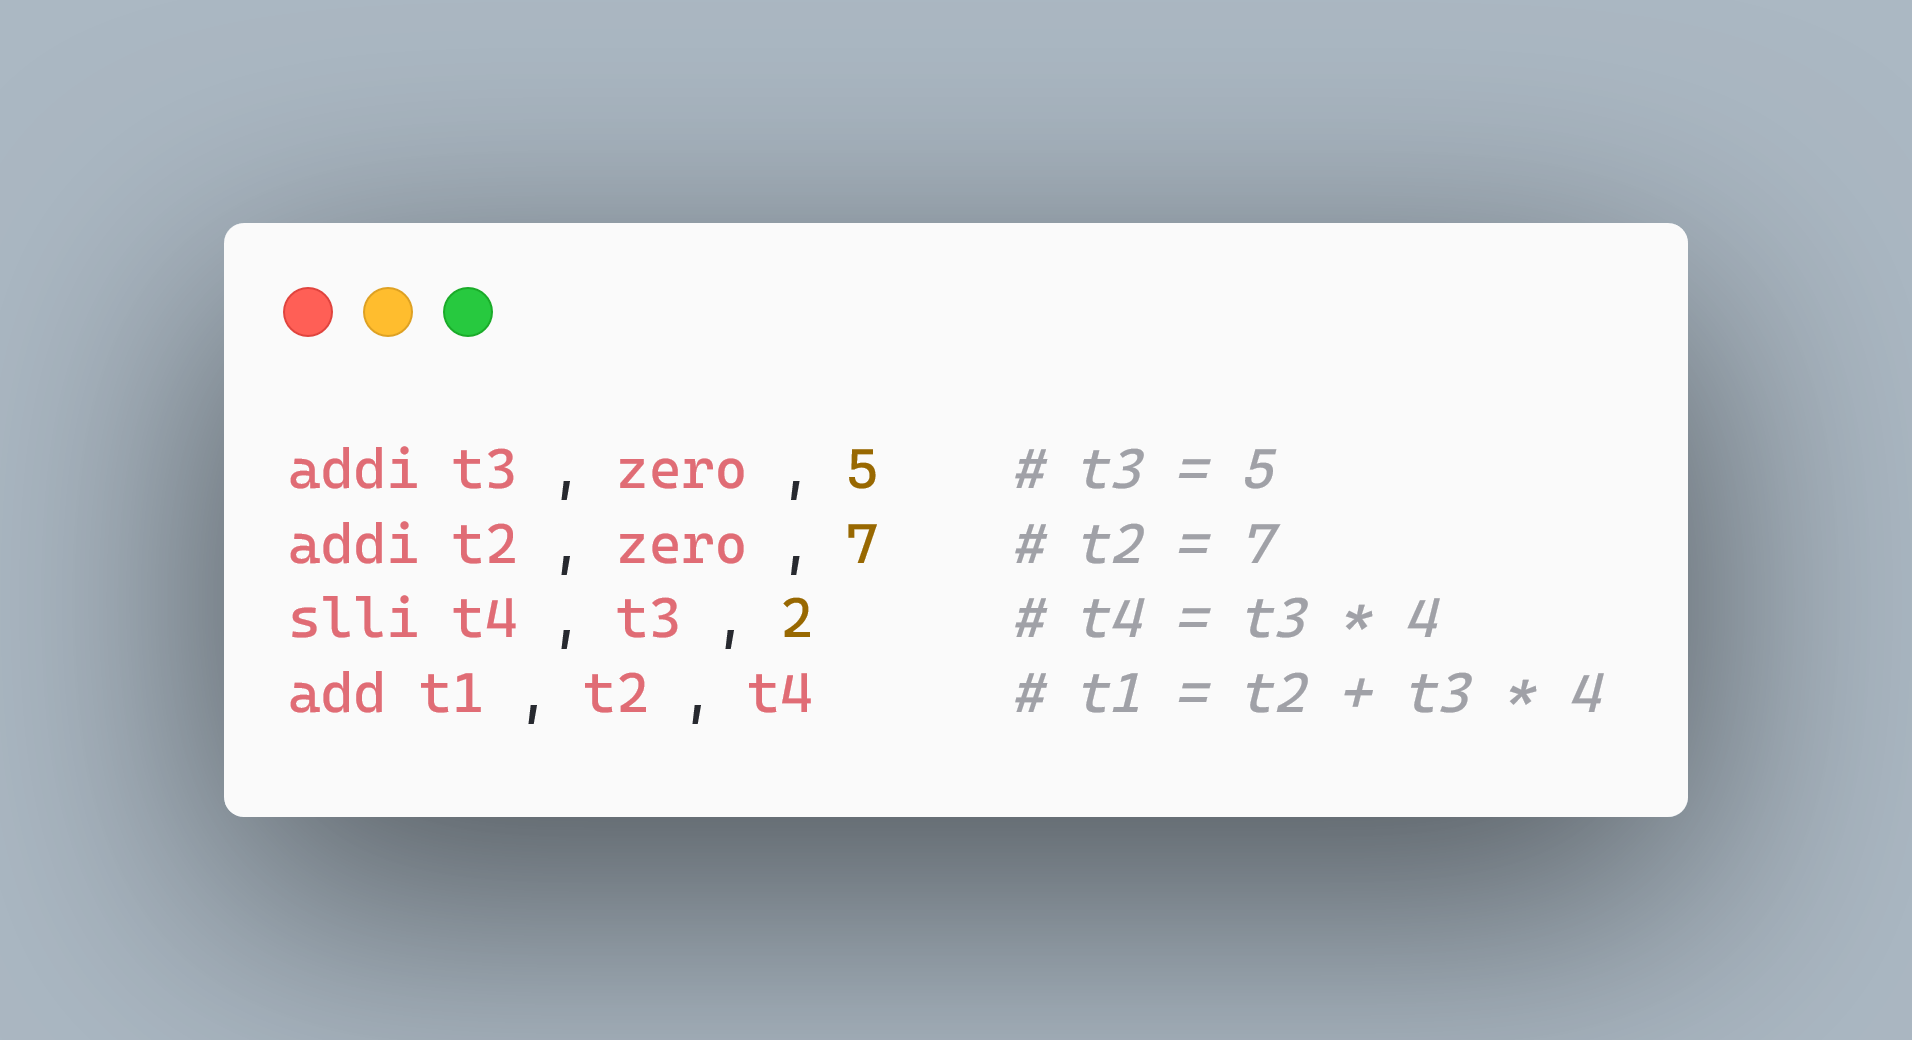 addi t3 , zero , 5    # t3 = 5
addi t2 , zero , 7    # t2 = 7
slli t4 , t3 , 2      # t4 = t3 * 4
add t1 , t2 , t4      # t1 = t2 + t3 * 4